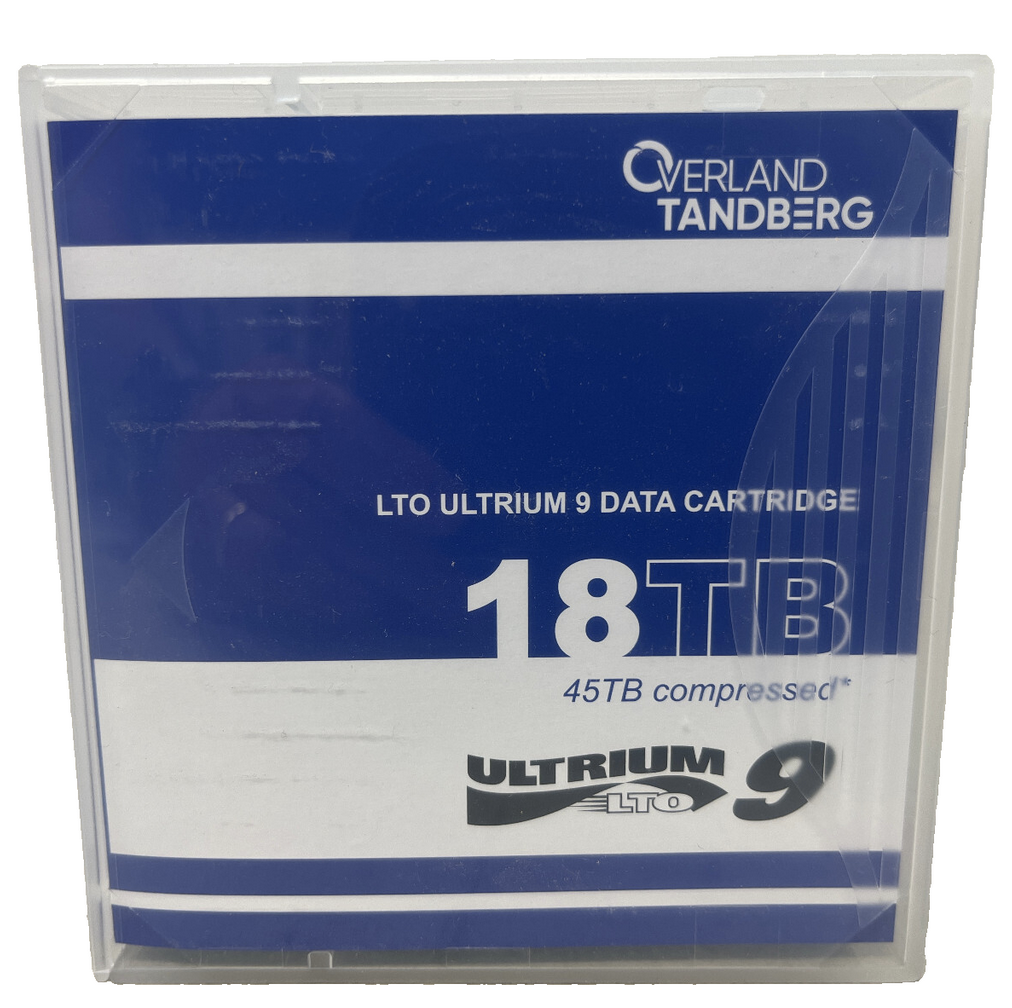 OVERLAND
TANDBERG
LTO ULTRIUM 9 DATA CARTRIDGE
18TB
45TB compressed*
ULTRIUM 9
LTO